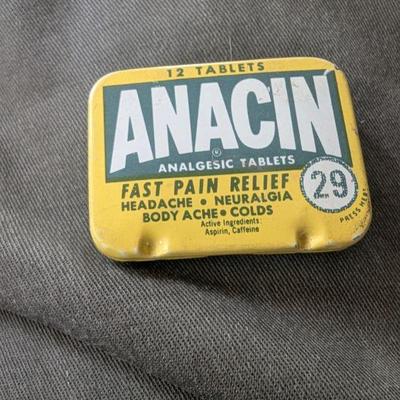 12 TABLETS
ANACIN
®
ANALGESIC TABLETS
FAST PAIN RELIEF
HEADACHE • NEURALGIA
BODY ACHE • COLDS
Active Ingredients:
Aspirin, Caffeine
29
PRESS HERE